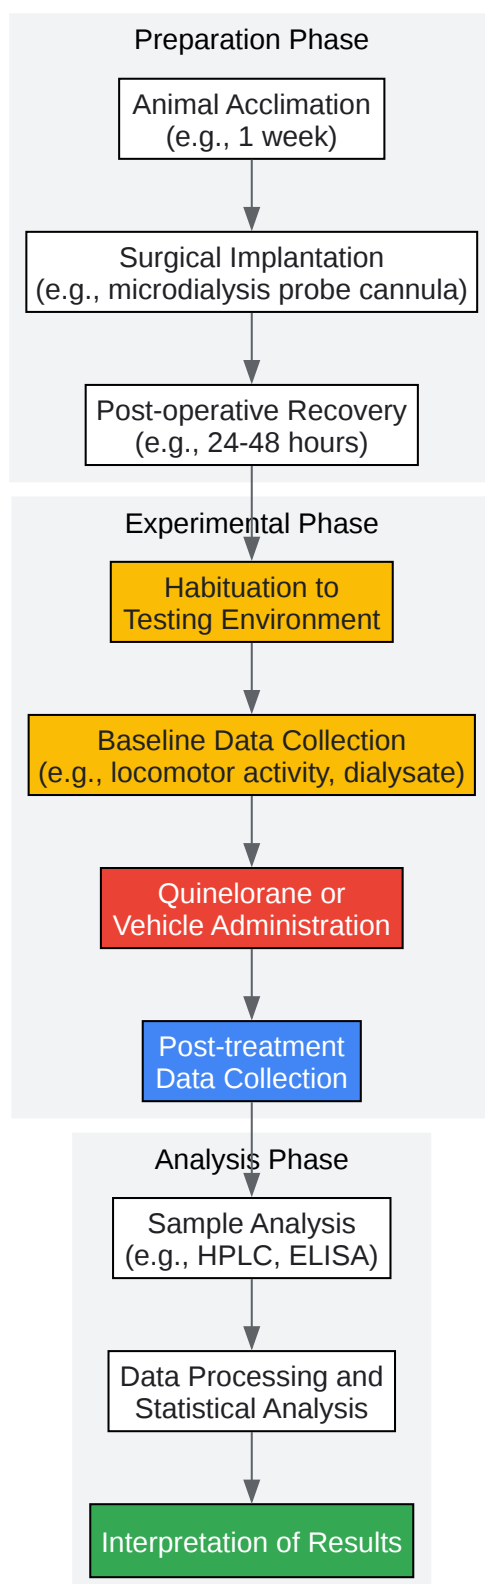 Preparation Phase
Animal Acclimation
(e.g., 1 week)
Surgical Implantation
(e.g., microdialysis probe cannula)
Post-operative Recovery
(e.g., 24-48 hours)
Experimental Phase
Habituation to
Testing Environment
Baseline Data Collection
(e.g., locomotor activity, dialysate)
Quinelorane or
Vehicle Administration
Post-treatment
Data Collection
Analysis Phase
Sample Analysis
(e.g., HPLC, ELISA)
Data Processing and
Statistical Analysis
Interpretation of Results